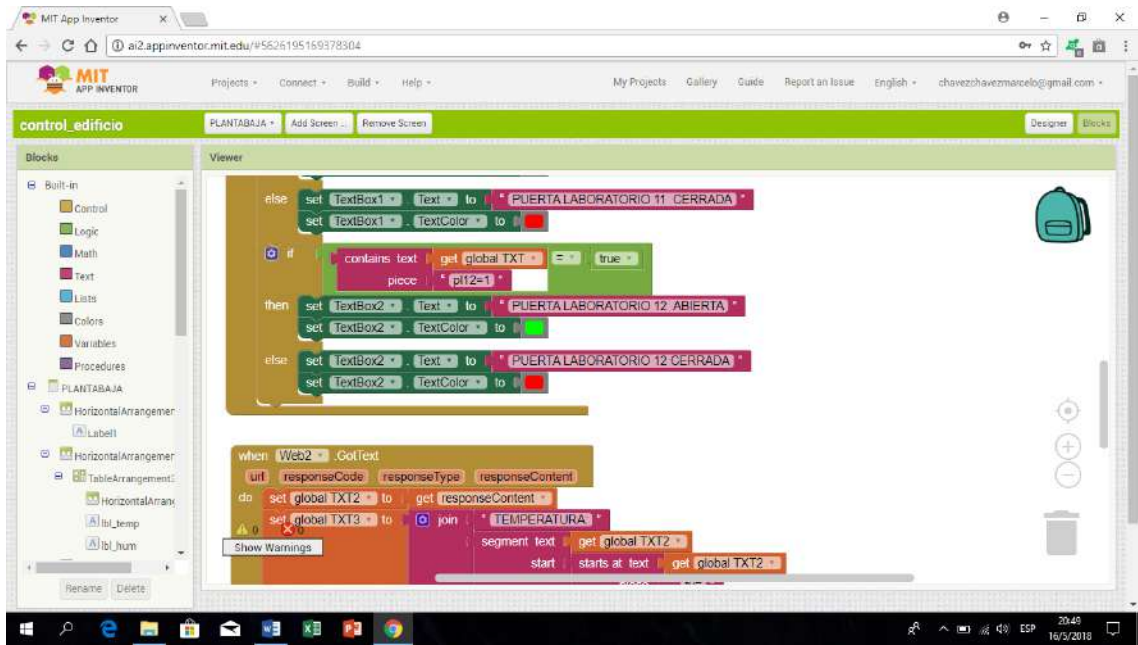 MIT App Inventor
ai2.appinventor.mit.edu/#5626195169378304
MIT
APP INVENTOR
Projects Connect Build Help My Projects Gallery Guide Report an Issue English chavezchavezmarcelo@gmail.com
control_edificio PLANTABAJA Add Screen ... Remove Screen Designer Blocks
Blocks Viewer
Built-in
Control
Logic
Math
Text
Lists
Colors
Variables
Procedures
PLANTABAJA
HorizontalArrangemer
Label1
HorizontalArrangemer
TableArrangement
HorizontalArran
lbl_temp
lbl_hum
Rename Delete
else set TextBox1 . Text to " PUERTA LABORATORIO 11 CERRADA "
set TextBox1 . TextColor to
if contains text get global TXT = true
piece " pl12=1 "
then set TextBox2 . Text to " PUERTA LABORATORIO 12 ABIERTA "
set TextBox2 . TextColor to
else set TextBox2 . Text to " PUERTA LABORATORIO 12 CERRADA "
set TextBox2 . TextColor to
when Web2 .GotText
url responseCode responseType responseContent
do set global TXT2 to get responseContent
set global TXT3 to join " TEMPERATURA: "
0 0
Show Warnings
segment text get global TXT2
start starts at text get global TXT2
ESP 20:49
16/5/2018